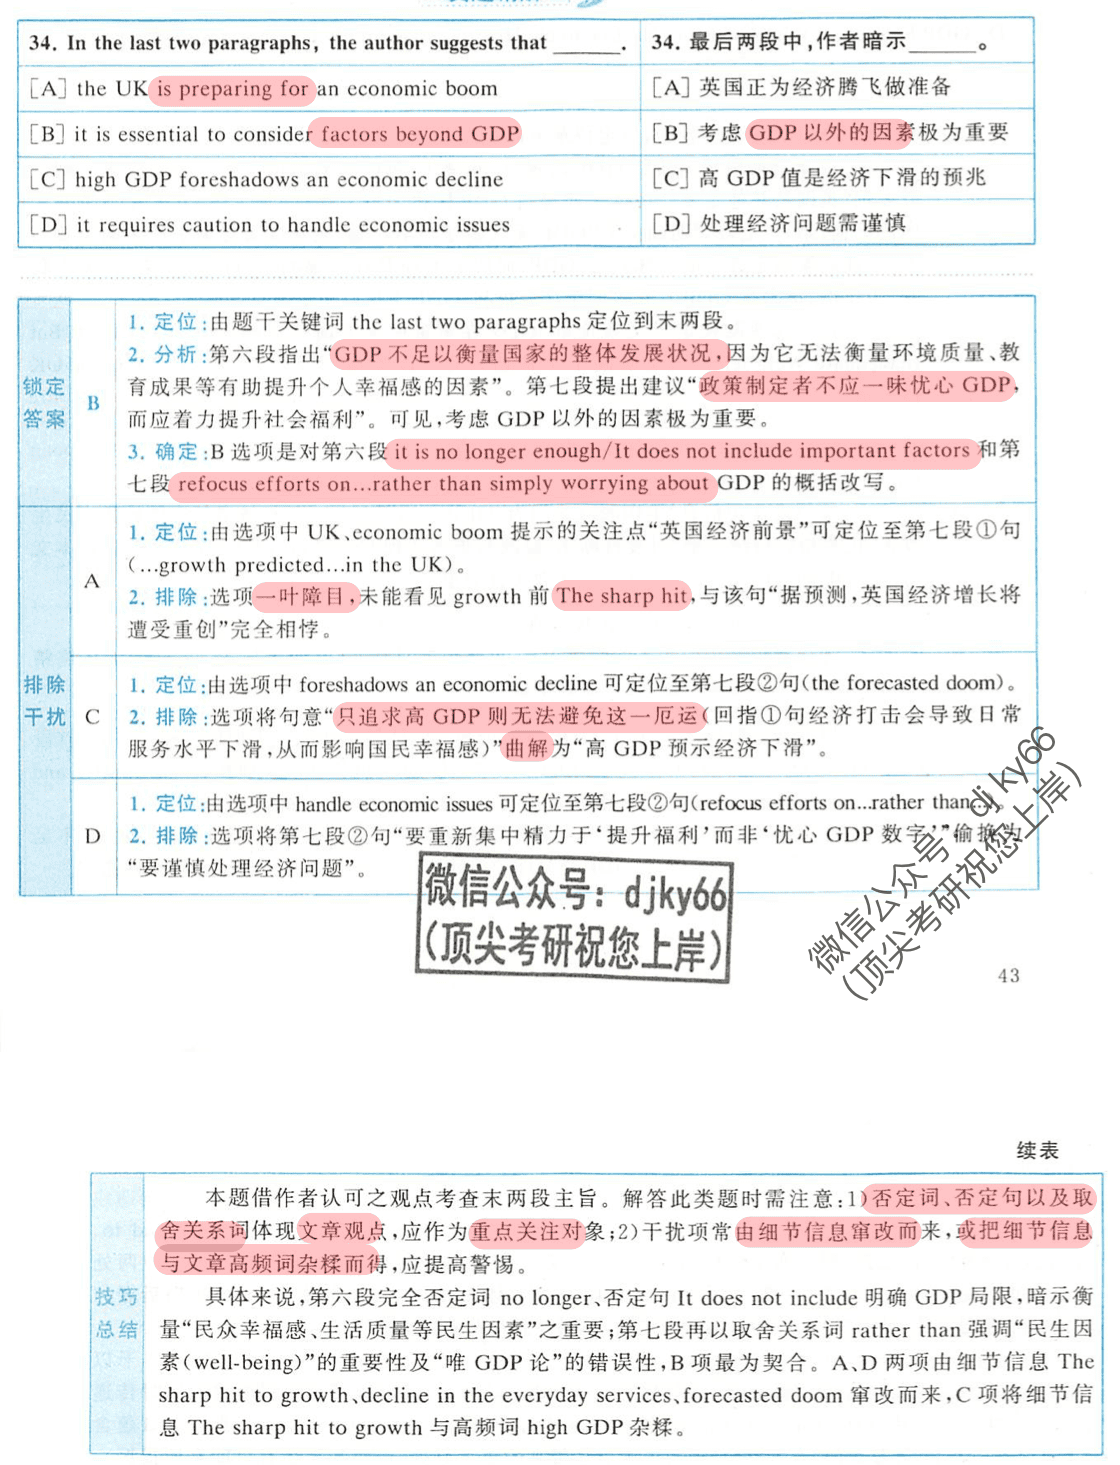 34. In the last two paragraphs, the author suggests that ______.
34. 最后两段中,作者暗示______。
[A] the UK is preparing for an economic boom
[A] 英国正为经济腾飞做准备
[B] it is essential to consider factors beyond GDP
[B] 考虑 GDP 以外的因素极为重要
[C] high GDP foreshadows an economic decline
[C] 高 GDP 值是经济下滑的预兆
[D] it requires caution to handle economic issues
[D] 处理经济问题需谨慎
锁定
答案
B
1. 定位:由题干关键词 the last two paragraphs 定位到末两段。
2. 分析:第六段指出“GDP 不足以衡量国家的整体发展状况,因为它无法衡量环境质量、教
育成果等有助提升个人幸福感的因素”。第七段提出建议“政策制定者不应一味忧心 GDP,
而应着力提升社会福利”。可见,考虑 GDP 以外的因素极为重要。
3. 确定:B 选项是对第六段 it is no longer enough/It does not include important factors 和第
七段 refocus efforts on...rather than simply worrying about GDP 的概括改写。
排除
干扰
A
1. 定位:由选项中 UK、economic boom 提示的关注点“英国经济前景”可定位至第七段①句
(...growth predicted...in the UK)。
2. 排除:选项一叶障目,未能看见 growth 前 The sharp hit,与该句“据预测,英国经济增长将
遭受重创”完全相悖。
C
1. 定位:由选项中 foreshadows an economic decline 可定位至第七段②句(the forecasted doom)。
2. 排除:选项将句意“只追求高 GDP 则无法避免这一厄运(回指①句经济打击会导致日常
服务水平下滑,从而影响国民幸福感)”曲解为“高 GDP 预示经济下滑”。
D
1. 定位:由选项中 handle economic issues 可定位至第七段②句(refocus efforts on...rather than...)。
2. 排除:选项将第七段②句“要重新集中精力于‘提升福利’而非‘忧心 GDP 数字’”偷换为
“要谨慎处理经济问题”。
微信公众号: djky66
(顶尖考研祝您上岸)
微信公众号: djky66
(顶尖考研祝您上岸)
43
续表
技巧
总结
本题借作者认可之观点考查末两段主旨。解答此类题时需注意:1)否定词、否定句以及取
舍关系词体现文章观点,应作为重点关注对象;2)干扰项常由细节信息窜改而来,或把细节信息
与文章高频词杂糅而得,应提高警惕。
具体来说,第六段完全否定词 no longer、否定句 It does not include 明确 GDP 局限,暗示衡
量“民众幸福感、生活质量等民生因素”之重要;第七段再以取舍关系词 rather than 强调“民生因
素(well-being)”的重要性及“唯 GDP 论”的错误性,B 项最为契合。A、D 两项由细节信息 The
sharp hit to growth、decline in the everyday services、forecasted doom 窜改而来,C 项将细节信
息 The sharp hit to growth 与高频词 high GDP 杂糅。